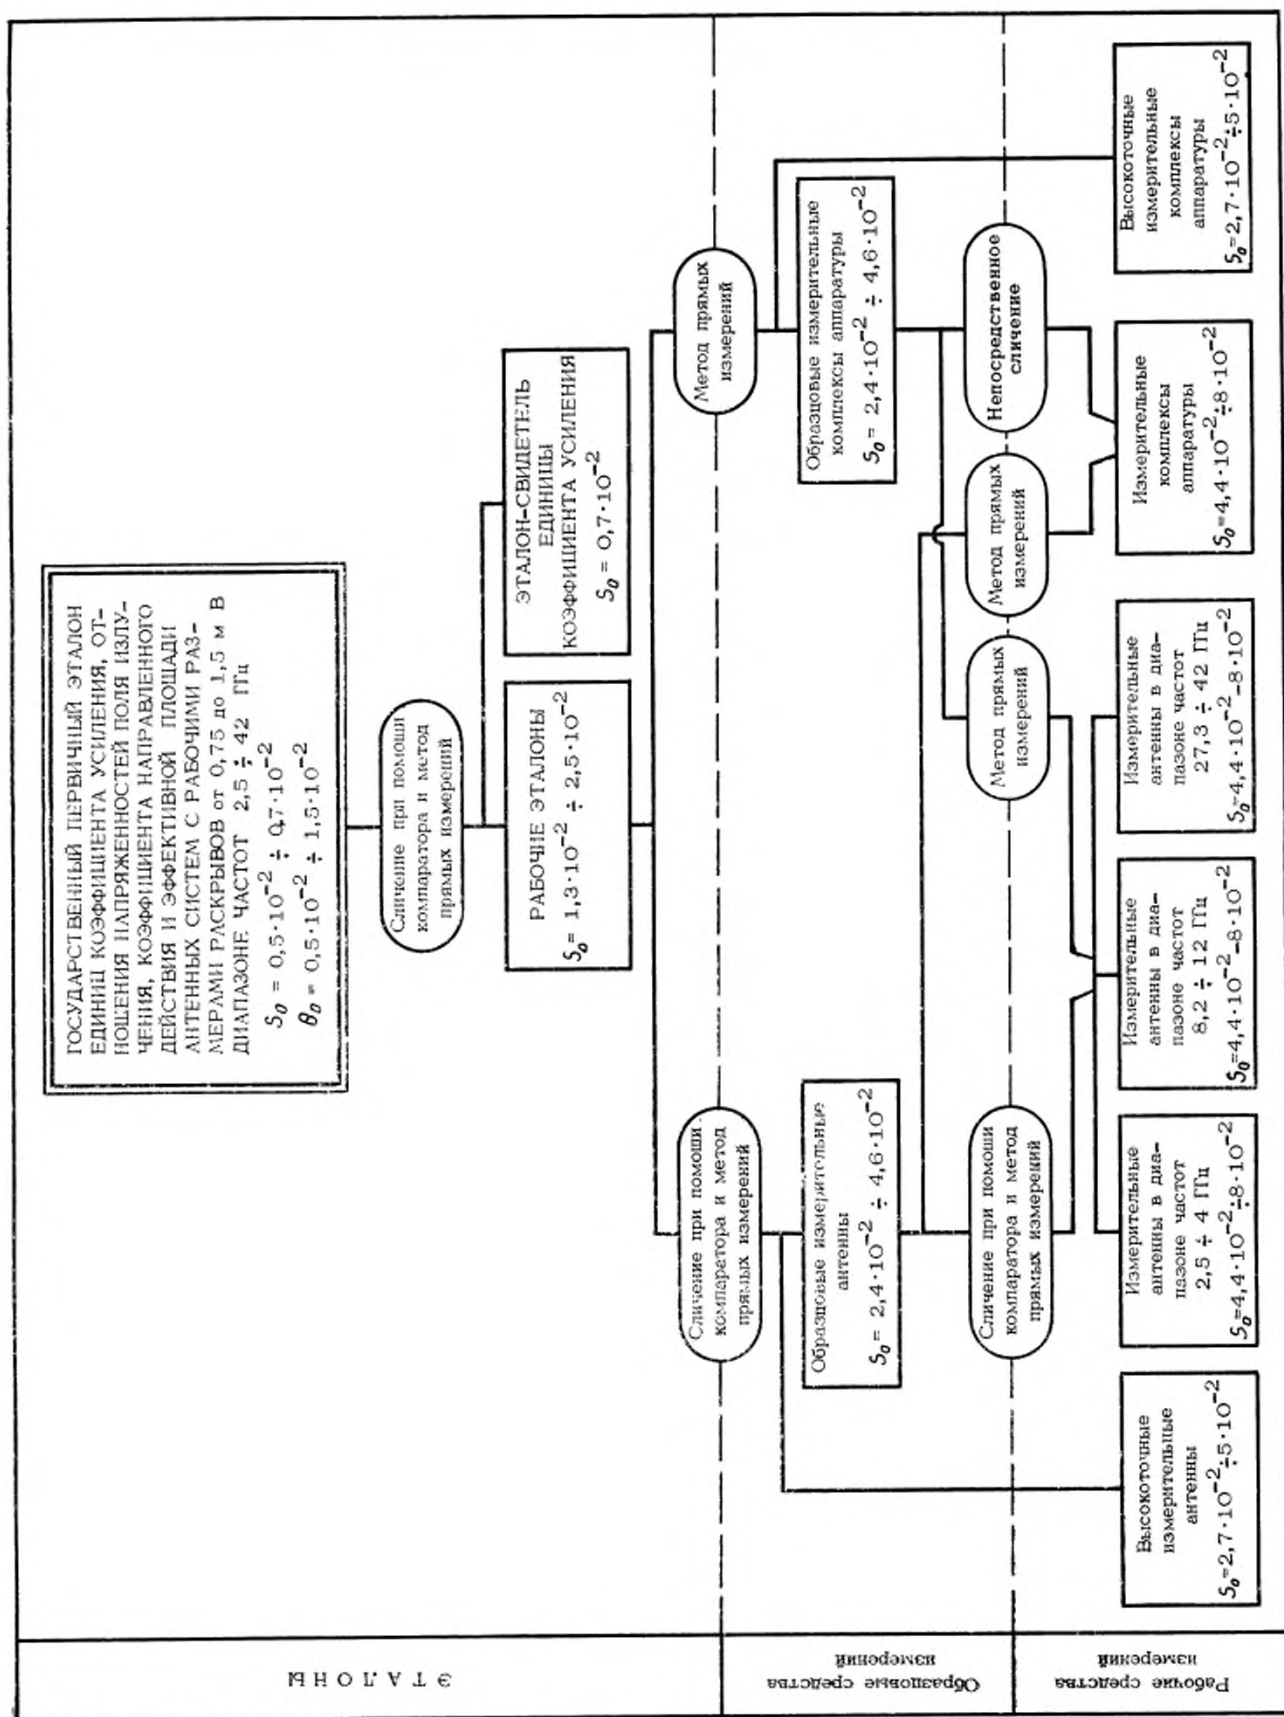 ЭТАЛОНЫ
ГОСУДАРСТВЕННЫЙ ПЕРВИЧНЫЙ ЭТАЛОН
ЕДИНИЦ КОЭФФИЦИЕНТА УСИЛЕНИЯ, ОТ-
НОШЕНИЯ НАПРЯЖЕННОСТЕЙ ПОЛЯ ИЗЛУ-
ЧЕНИЯ, КОЭФФИЦИЕНТА НАПРАВЛЕННОГО
ДЕЙСТВИЯ И ЭФФЕКТИВНОЙ ПЛОЩАДИ
АНТЕННЫХ СИСТЕМ С РАБОЧИМИ РАЗ-
МЕРАМИ РАСКРЫВОВ от 0,75 до 1,5 м В
ДИАПАЗОНЕ ЧАСТОТ 2,5 ÷ 42 ГГц
S₀ = 0,5·10⁻² ÷ 0,7·10⁻²
θ₀ = 0,5·10⁻² ÷ 1,5·10⁻²
Сличение при помощи
компаратора и метод
прямых измерений
РАБОЧИЕ ЭТАЛОНЫ
S₀ = 1,3·10⁻² ÷ 2,5·10⁻²
ЭТАЛОН-СВИДЕТЕЛЬ
ЕДИНИЦЫ
КОЭФФИЦИЕНТА УСИЛЕНИЯ
S₀ = 0,7·10⁻²
Сличение при помощи
компаратора и метод
прямых измерений
Метод прямых
измерений
Образцовые средства
измерений
Образцовые измерительные
антенны
S₀ = 2,4·10⁻² ÷ 4,6·10⁻²
Образцовые измерительные
комплексы аппаратуры
S₀ = 2,4·10⁻² ÷ 4,6·10⁻²
Сличение при помощи
компаратора и метод
прямых измерений
Метод прямых
измерений
Метод прямых
измерений
Непосредственное
сличение
Рабочие средства
измерений
Высокоточные
измерительные
антенны
S₀=2,7·10⁻²÷5·10⁻²
Измерительные
антенны в диа-
пазоне частот
2,5 ÷ 4 ГГц
S₀=4,4·10⁻²÷8·10⁻²
Измерительные
антенны в диа-
пазоне частот
8,2 ÷ 12 ГГц
S₀=4,4·10⁻²-8·10⁻²
Измерительные
антенны в диа-
пазоне частот
27,3 ÷ 42 ГГц
S₀=4,4·10⁻²-8·10⁻²
Измерительные
комплексы
аппаратуры
S₀=4,4·10⁻²÷8·10⁻²
Высокоточные
измерительные
комплексы
аппаратуры
S₀=2,7·10⁻²÷5·10⁻²